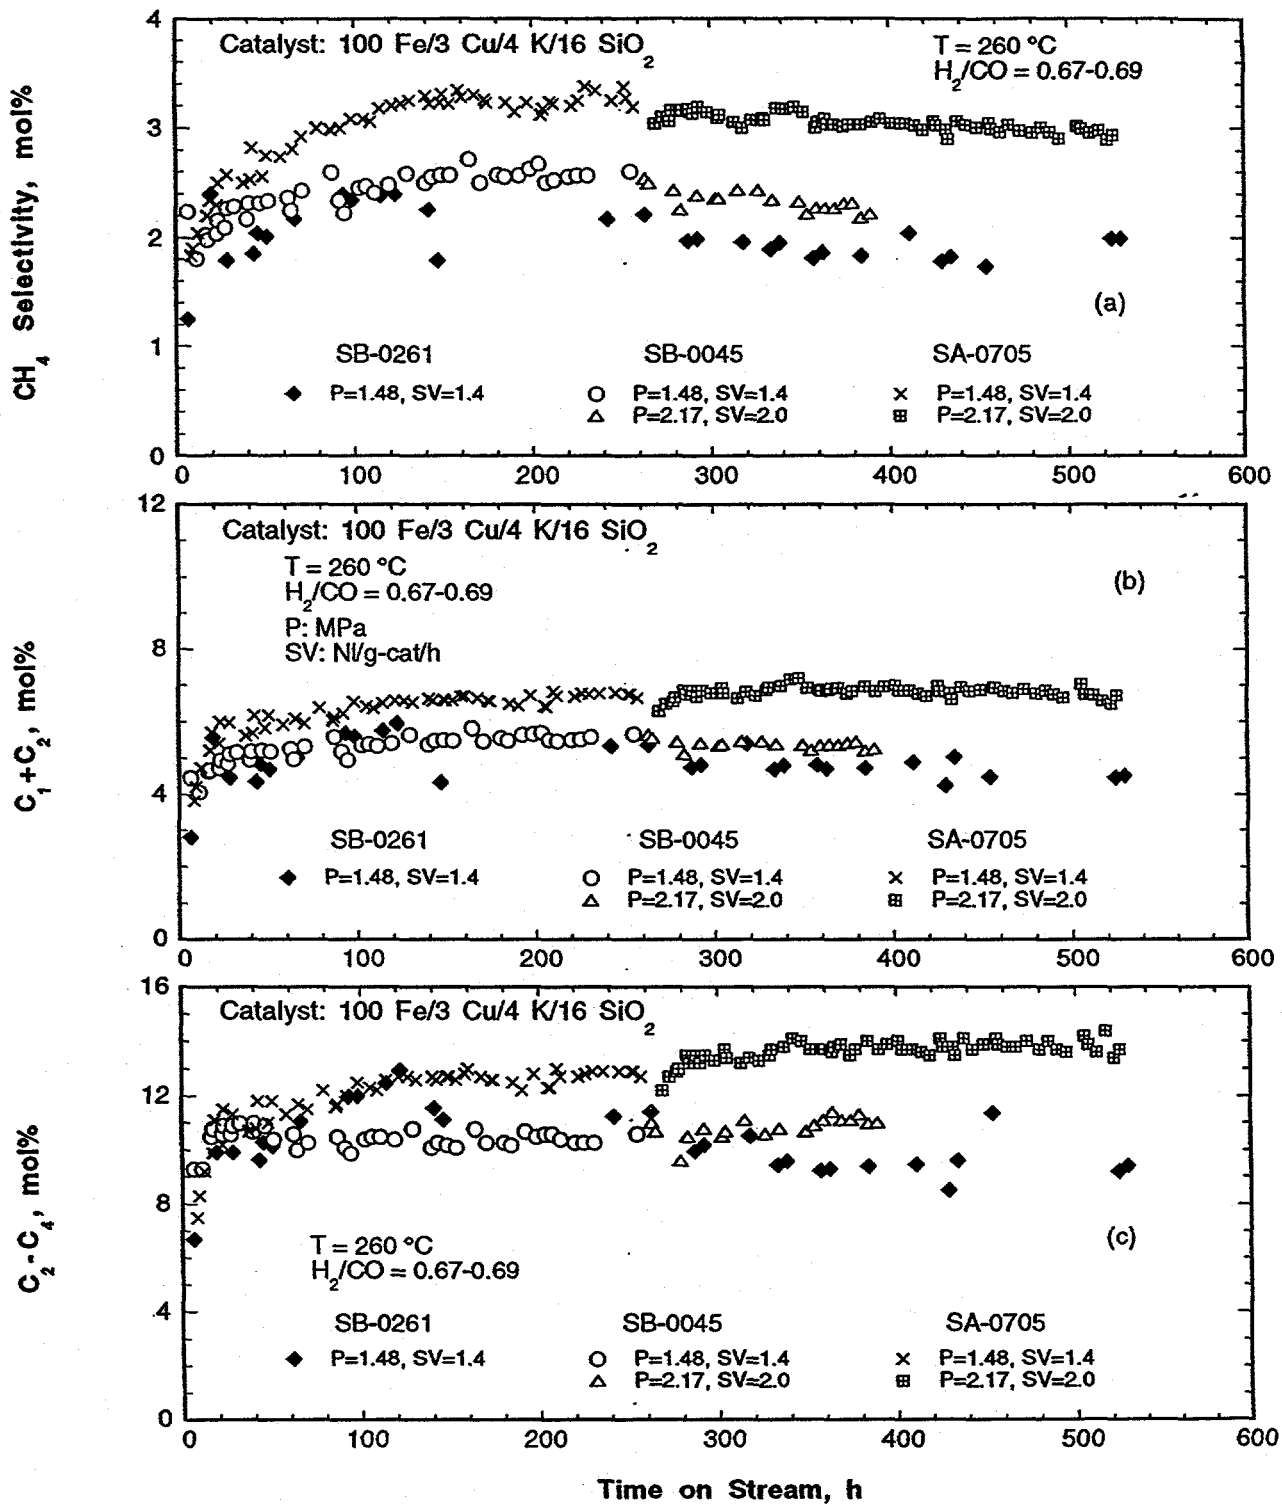 Catalyst: 100 Fe/3 Cu/4 K/16 SiO2
T = 260 °C
H2/CO = 0.67-0.69
CH4 Selectivity, mol%
4
3
2
1
0
(a)
SB-0261 SB-0045 SA-0705
P=1.48, SV=1.4 P=1.48, SV=1.4 P=1.48, SV=1.4
P=2.17, SV=2.0 P=2.17, SV=2.0
0 100 200 300 400 500 600
Catalyst: 100 Fe/3 Cu/4 K/16 SiO2
T = 260 °C
H2/CO = 0.67-0.69
P: MPa
SV: Nl/g-cat/h
(b)
C1+C2, mol%
12
8
4
0
SB-0261 SB-0045 SA-0705
P=1.48, SV=1.4 P=1.48, SV=1.4 P=1.48, SV=1.4
P=2.17, SV=2.0 P=2.17, SV=2.0
0 100 200 300 400 500 600
Catalyst: 100 Fe/3 Cu/4 K/16 SiO2
C2-C4, mol%
16
12
8
4
0
T = 260 °C
H2/CO = 0.67-0.69
(c)
SB-0261 SB-0045 SA-0705
P=1.48, SV=1.4 P=1.48, SV=1.4 P=1.48, SV=1.4
P=2.17, SV=2.0 P=2.17, SV=2.0
0 100 200 300 400 500 600
Time on Stream, h